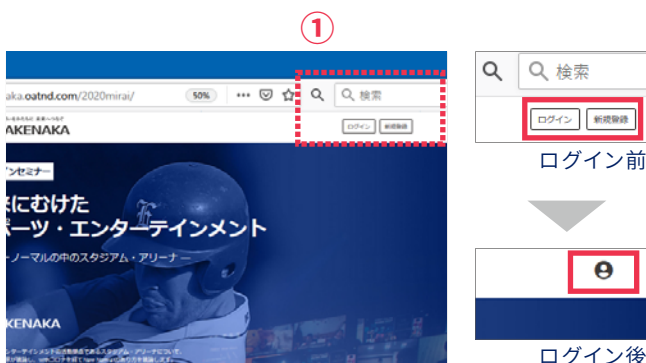 ①
aka.oatnd.com/2020mirai/
50%
検索
AKENAKA
ログイン
新規登録
ンセミナー
にむけた
ーツ・エンターテインメント
ーノーマルの中のスタジアム・アリーナー
KENAKA
検索
ログイン
新規登録
ログイン前
ログイン後